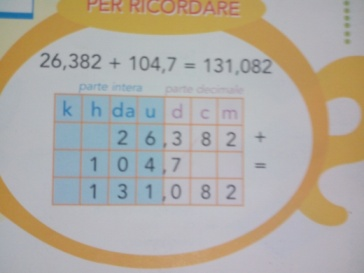 PER RICORDARE
26,382 + 104,7 = 131,082
parte intera parte decimale
k h da u d c m
2 6 ,3 8 2 +
1 0 4 ,7 =
1 3 1 ,0 8 2